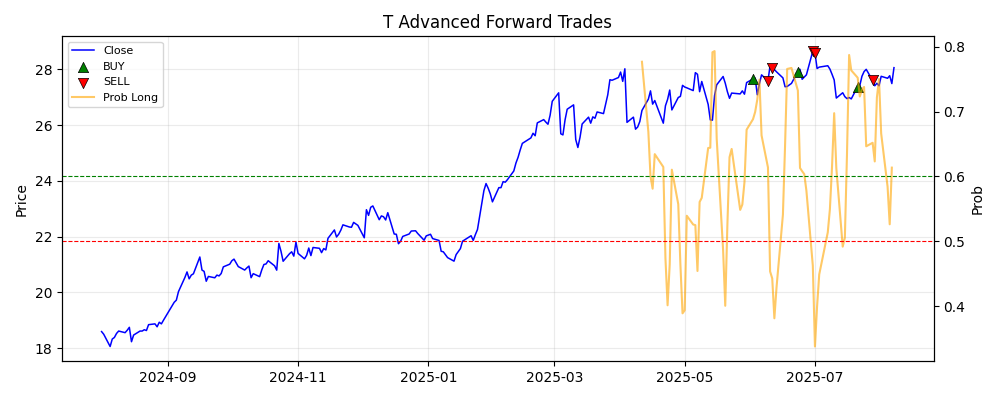 T Advanced Forward Trades
Close
BUY
SELL
Prob Long
Price
28
26
24
22
20
18
0.8
0.7
0.6
0.5
0.4
Prob
2024-09
2024-11
2025-01
2025-03
2025-05
2025-07